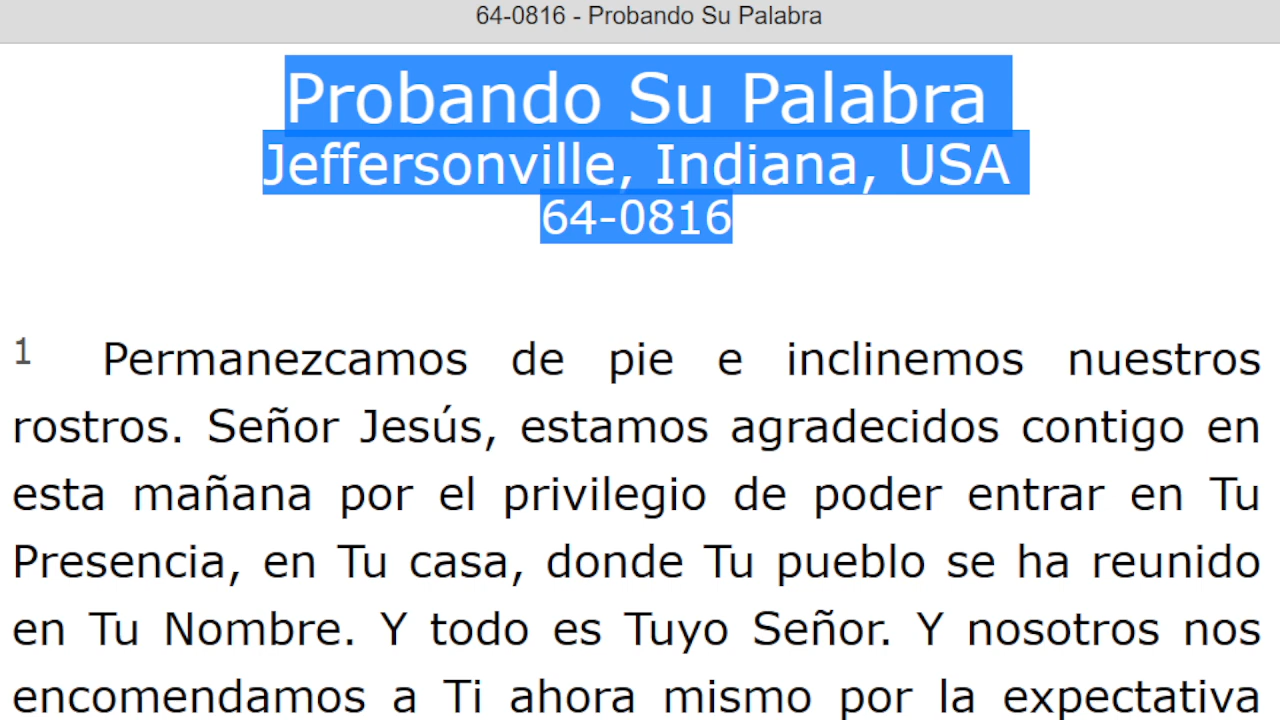 64-0816 - Probando Su Palabra
Probando Su Palabra
Jeffersonville, Indiana, USA
64-0816
1 Permanezcamos de pie e inclinemos nuestros
rostros. Señor Jesús, estamos agradecidos contigo en
esta mañana por el privilegio de poder entrar en Tu
Presencia, en Tu casa, donde Tu pueblo se ha reunido
en Tu Nombre. Y todo es Tuyo Señor. Y nosotros nos
encomendamos a Ti ahora mismo por la expectativa